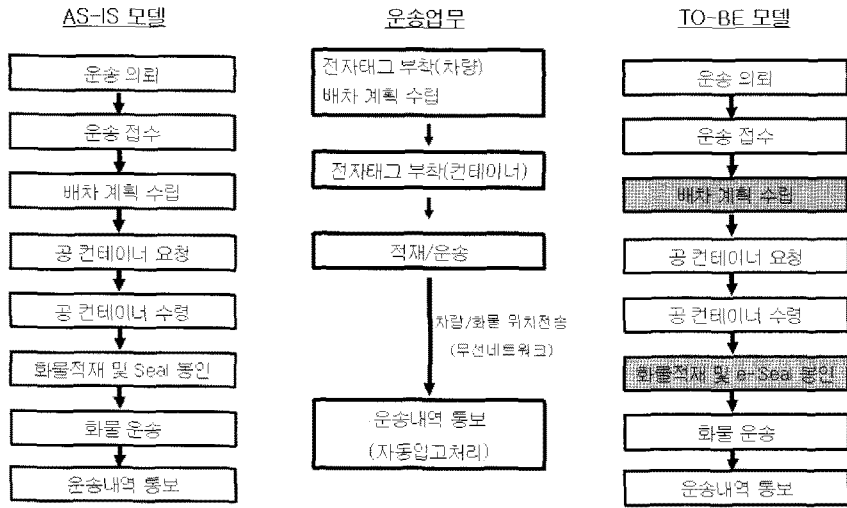 AS-IS 모델
운송 의뢰
운송 접수
배차 계획 수립
공 컨테이너 요청
공 컨테이너 수령
화물적재 및 Seal 봉인
화물 운송
운송내역 통보
운송업무
전자태그 부착(차량)
배차 계획 수립
전자태그 부착(컨테이너)
적재/운송
차량/화물 위치전송
(무선네트워크)
운송내역 통보
(자동입고처리)
TO-BE 모델
운송 의뢰
운송 접수
배차 계획 수립
공 컨테이너 요청
공 컨테이너 수령
화물적재 및 e-Seal 봉인
화물 운송
운송내역 통보